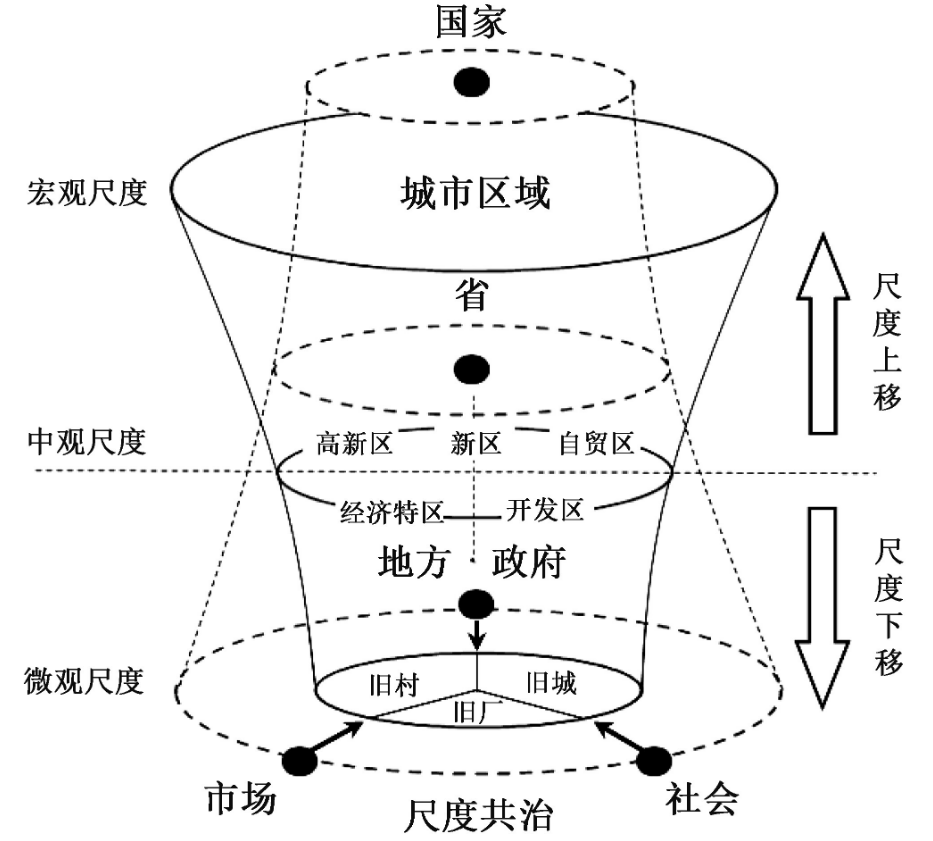 国家
宏观尺度
城市区域
省
尺度上移
中观尺度
高新区 新区 自贸区
经济特区 开发区
地方 · 政府
尺度下移
微观尺度
旧村 旧城
旧厂
市场
社会
尺度共治